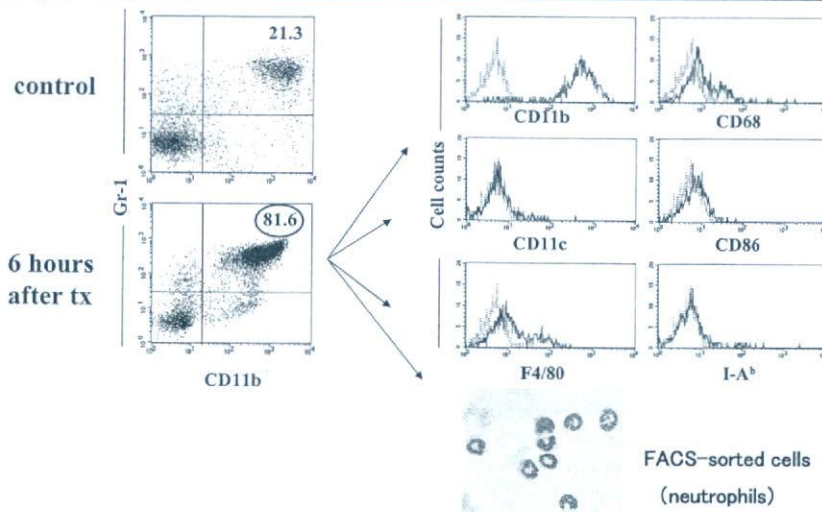 21.3
control
Gr-1
81.6
6 hours
after tx
CD11b
Cell counts
CD11b
CD68
CD11c
CD86
F4/80
I-Aᵇ
FACS-sorted cells
(neutrophils)